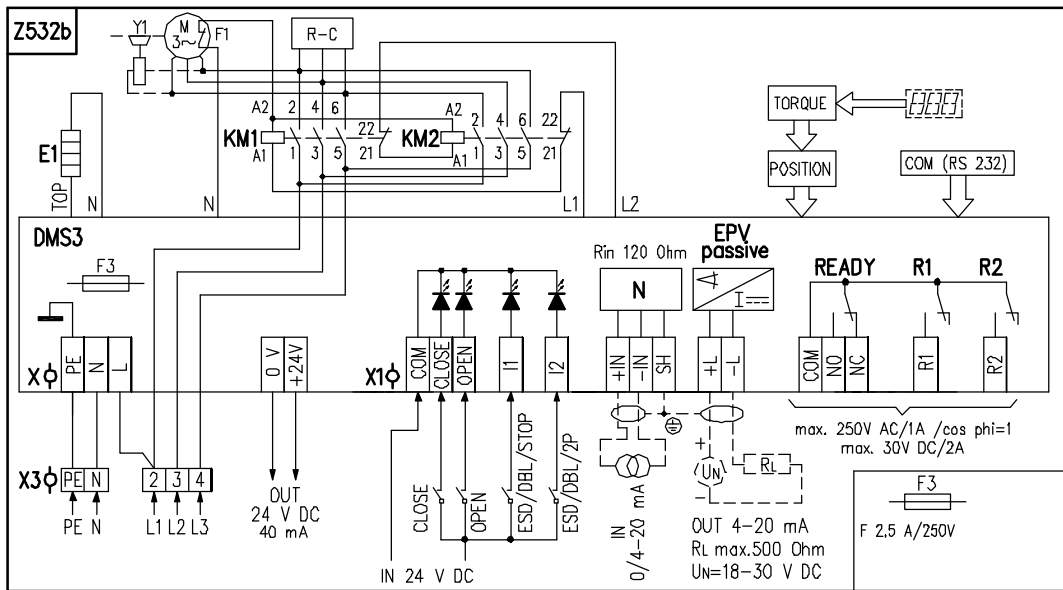 Z532b
Y1
M
3~
F1
R-C
TORQUE
POSITION
COM (RS 232)
A2 2 4 6
22
KM1
A1 1 3 5
21
A2
2 4 6
22
KM2
A1 1 3 5
21
E1
TOP
N
N
L1
L2
DMS3
F3
EPV
passive
Rin 120 Ohm
N
READY R1 R2
X
PE
N
L
0 V
+24V
X1
COM
CLOSE
OPEN
I1
I2
+IN
-IN
SH
+L
-L
COM
NO
NC
R1
R2
max. 250V AC/1A /cos phi=1
max. 30V DC/2A
X3
PE N
2 3 4
PE N
L1 L2 L3
OUT
24 V DC
40 mA
CLOSE
OPEN
ESD/DBL/STOP
ESD/DBL/2P
IN 24 V DC
IN
0/4-20 mA
+
UN
-
RL
OUT 4-20 mA
RL max.500 Ohm
UN=18-30 V DC
F3
F 2,5 A/250V